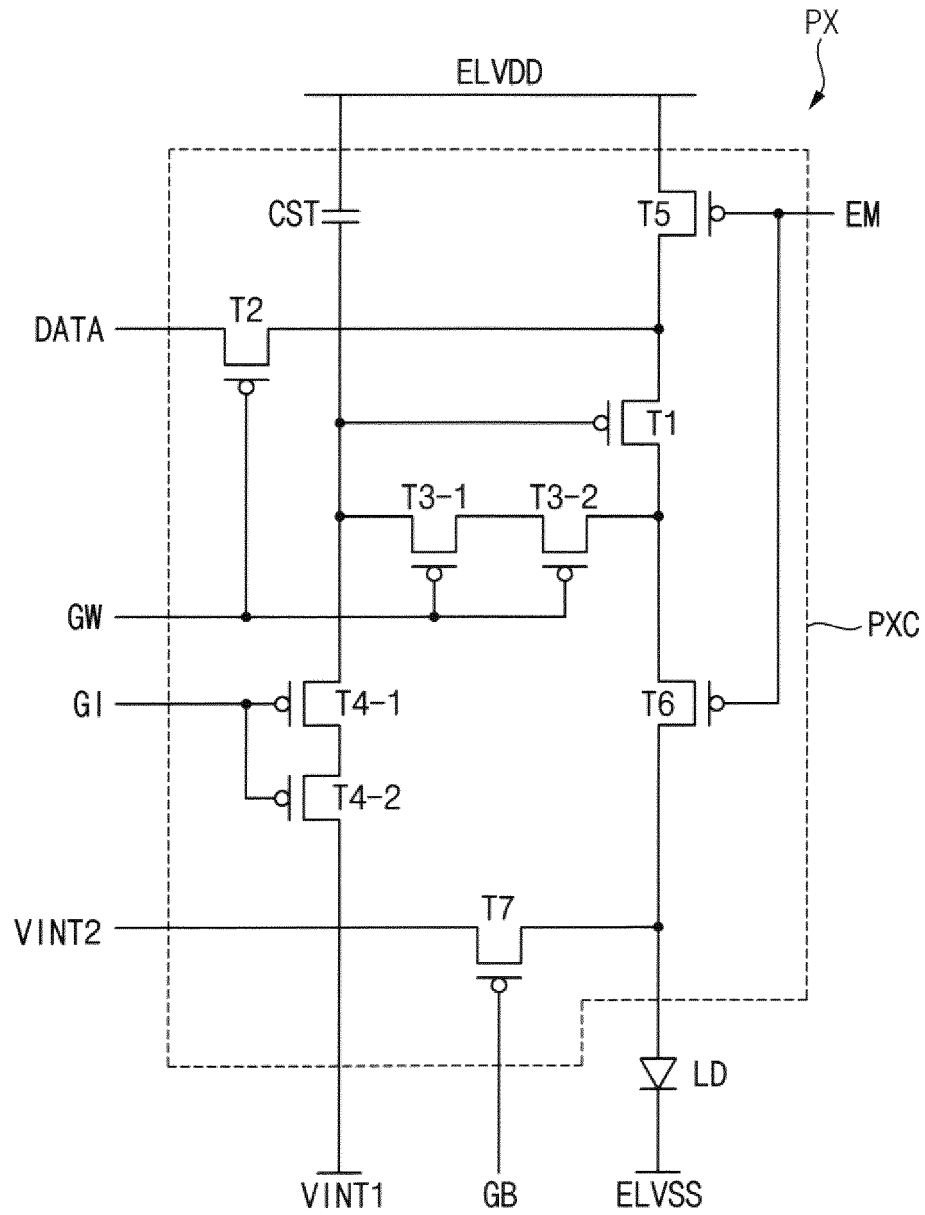 PX
ELVDD
CST
T5
EM
T2
DATA
T1
T3-1
T3-2
GW
PXC
GI
T4-1
T6
T4-2
T7
VINT2
LD
VINT1
GB
ELVSS